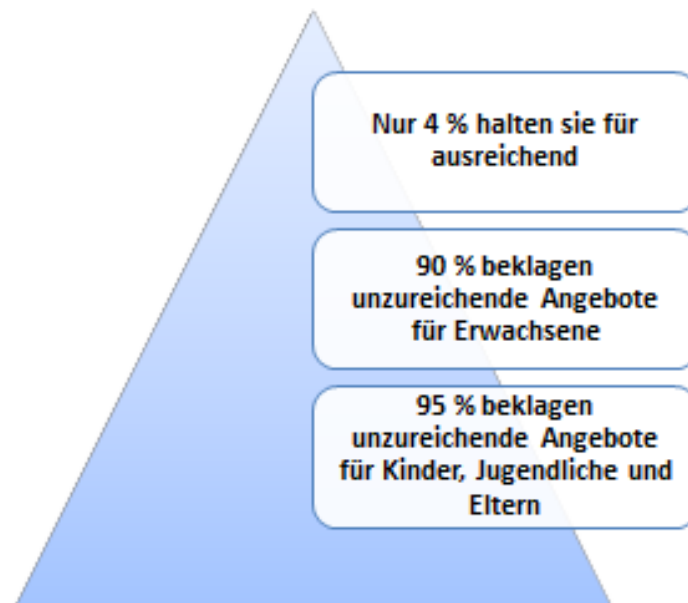 Nur 4 % halten sie für
ausreichend
90 % beklagen
unzureichende Angebote
für Erwachsene
95 % beklagen
unzureichende Angebote
für Kinder, Jugendliche und
Eltern